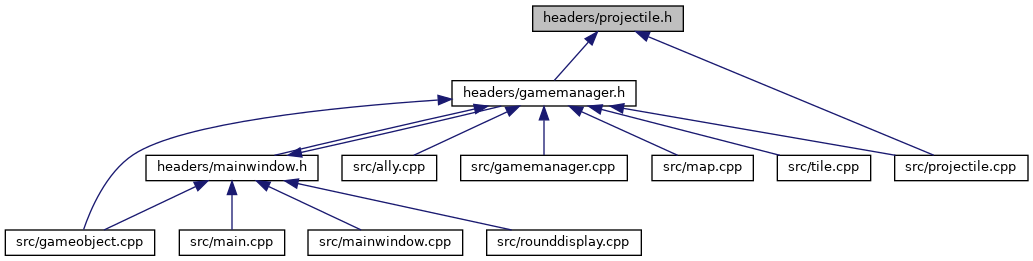 headers/projectile.h
headers/gamemanager.h
headers/mainwindow.h
src/ally.cpp
src/gamemanager.cpp
src/map.cpp
src/tile.cpp
src/projectile.cpp
src/gameobject.cpp
src/main.cpp
src/mainwindow.cpp
src/rounddisplay.cpp